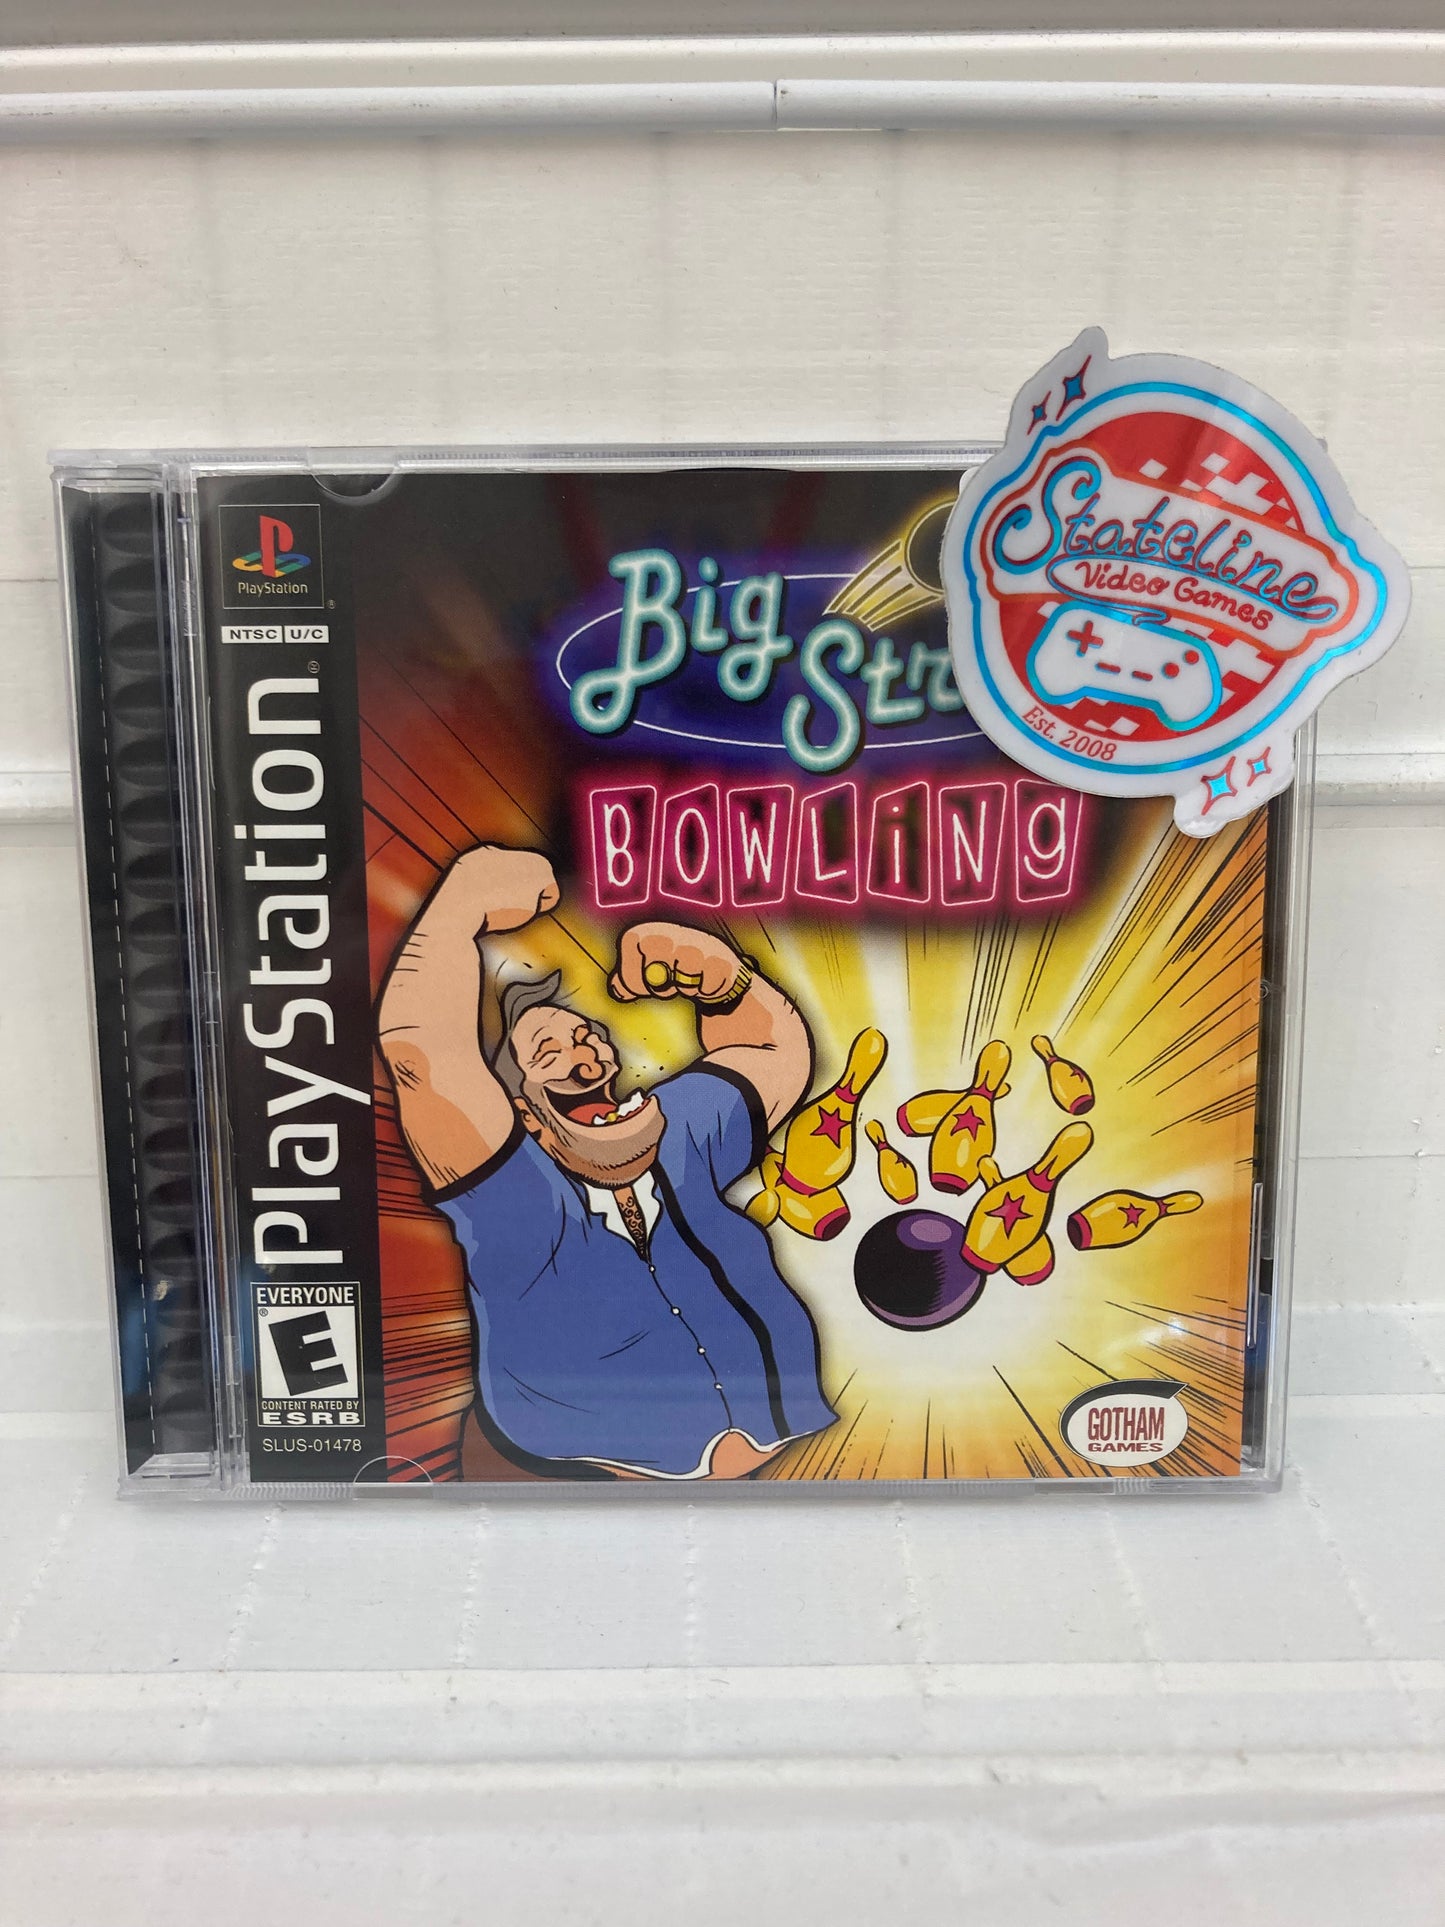 PlayStation
NTSC U/C
PlayStation
EVERYONE
E
CONTENT RATED BY
ESRB
SLUS-01478
Big
BOWLING
GOTHAM
GAMES
Stateline
Video Games
Est. 2008